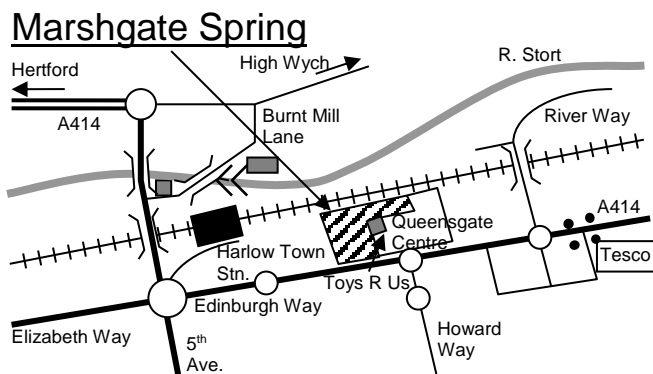 Marshgate Spring
R. Stort
High Wych
Hertford
A414
Burnt Mill
Lane
River Way
A414
Queensgate
Centre
Harlow Town
Stn.
Toys R Us
Tesco
Edinburgh Way
Elizabeth Way
5th
Ave.
Howard
Way